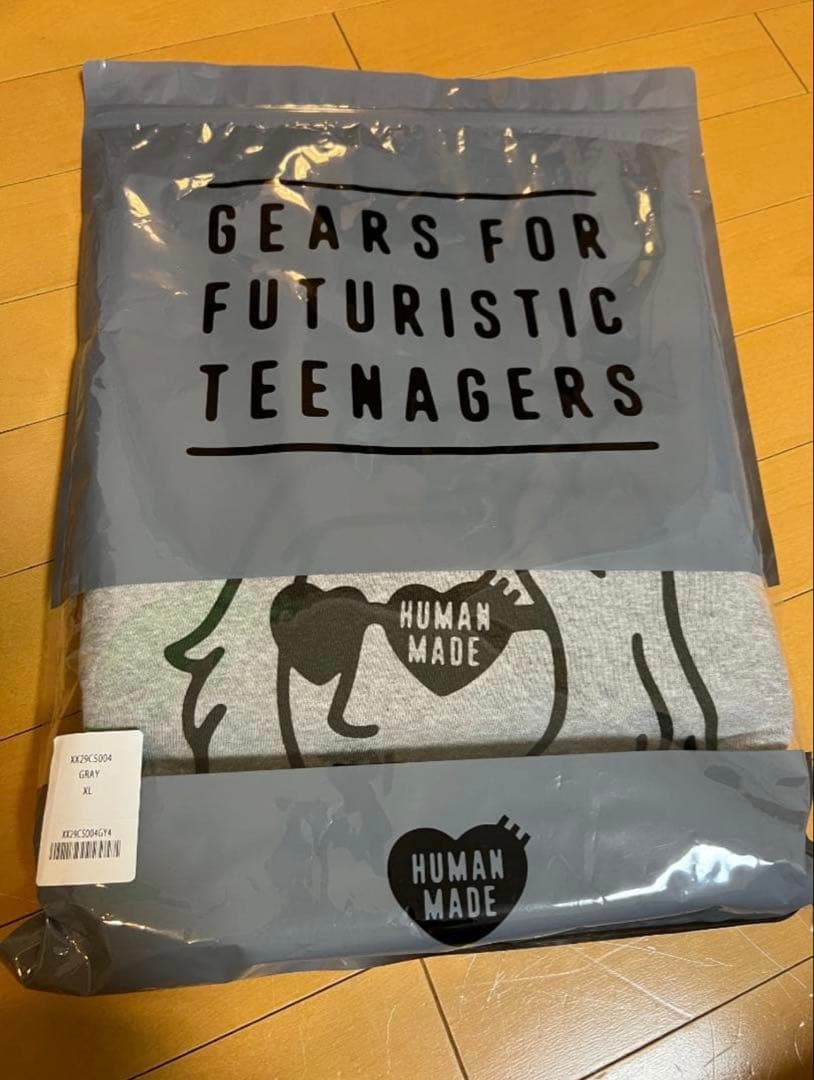 GEARS FOR
FUTURISTIC
TEENAGERS
HUMAN
MADE
XX29CS004
GRAY
XL
XX29CS004GY4
HUMAN
MADE